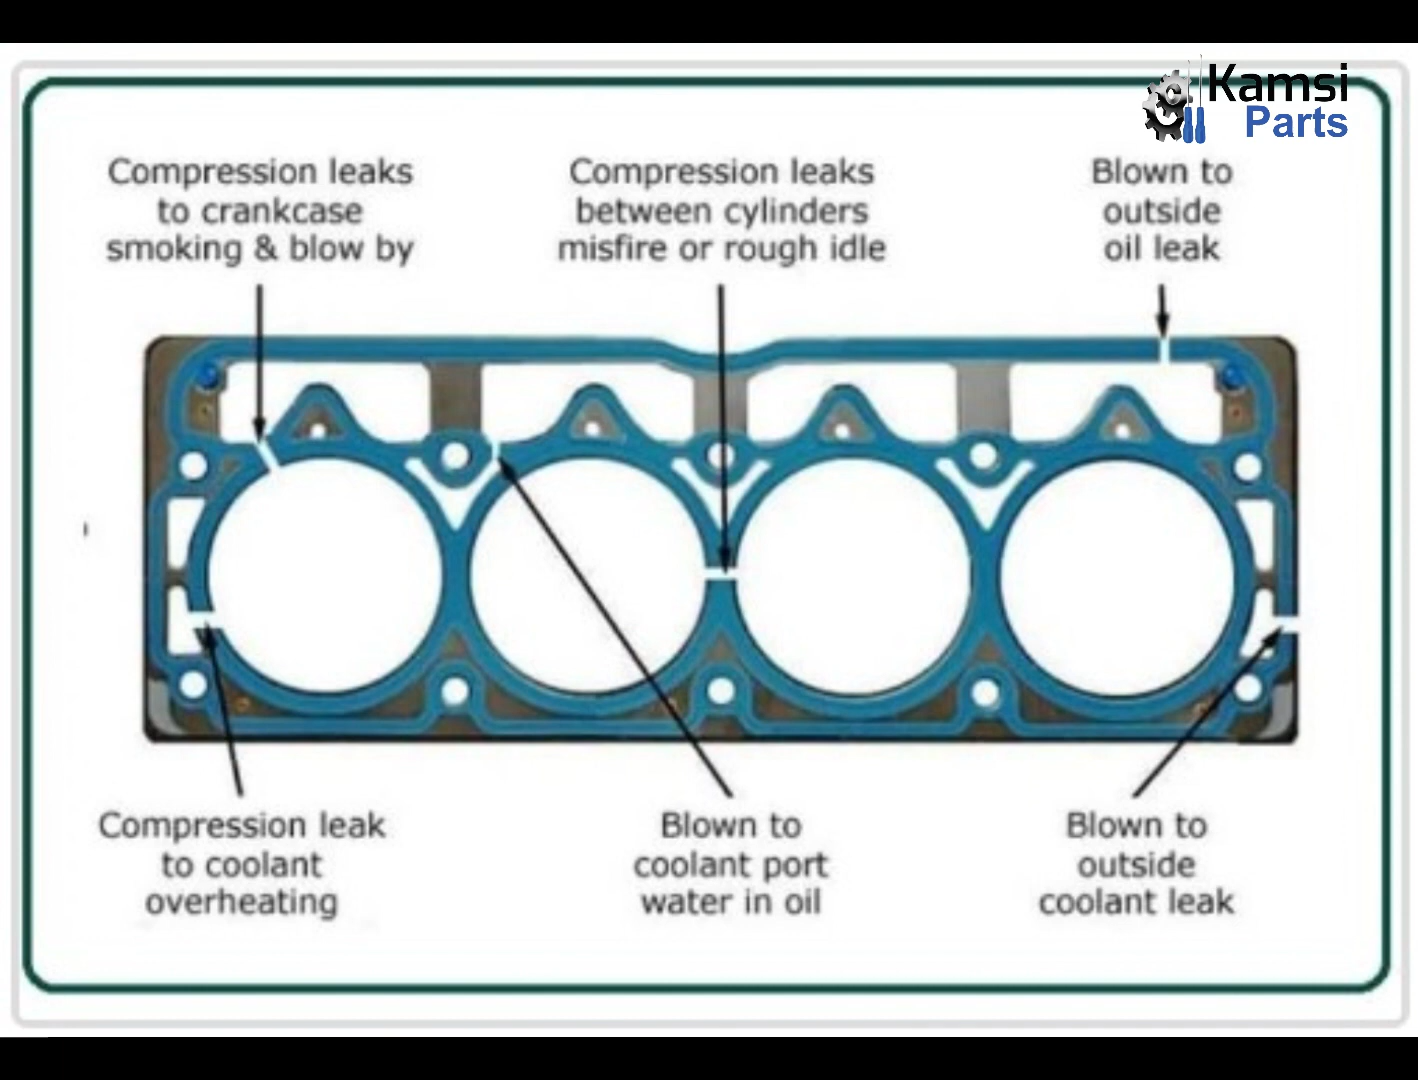 Kamsi
Parts
Compression leaks
to crankcase
smoking & blow by
Compression leaks
between cylinders
misfire or rough idle
Blown to
outside
oil leak
Compression leak
to coolant
overheating
Blown to
coolant port
water in oil
Blown to
outside
coolant leak